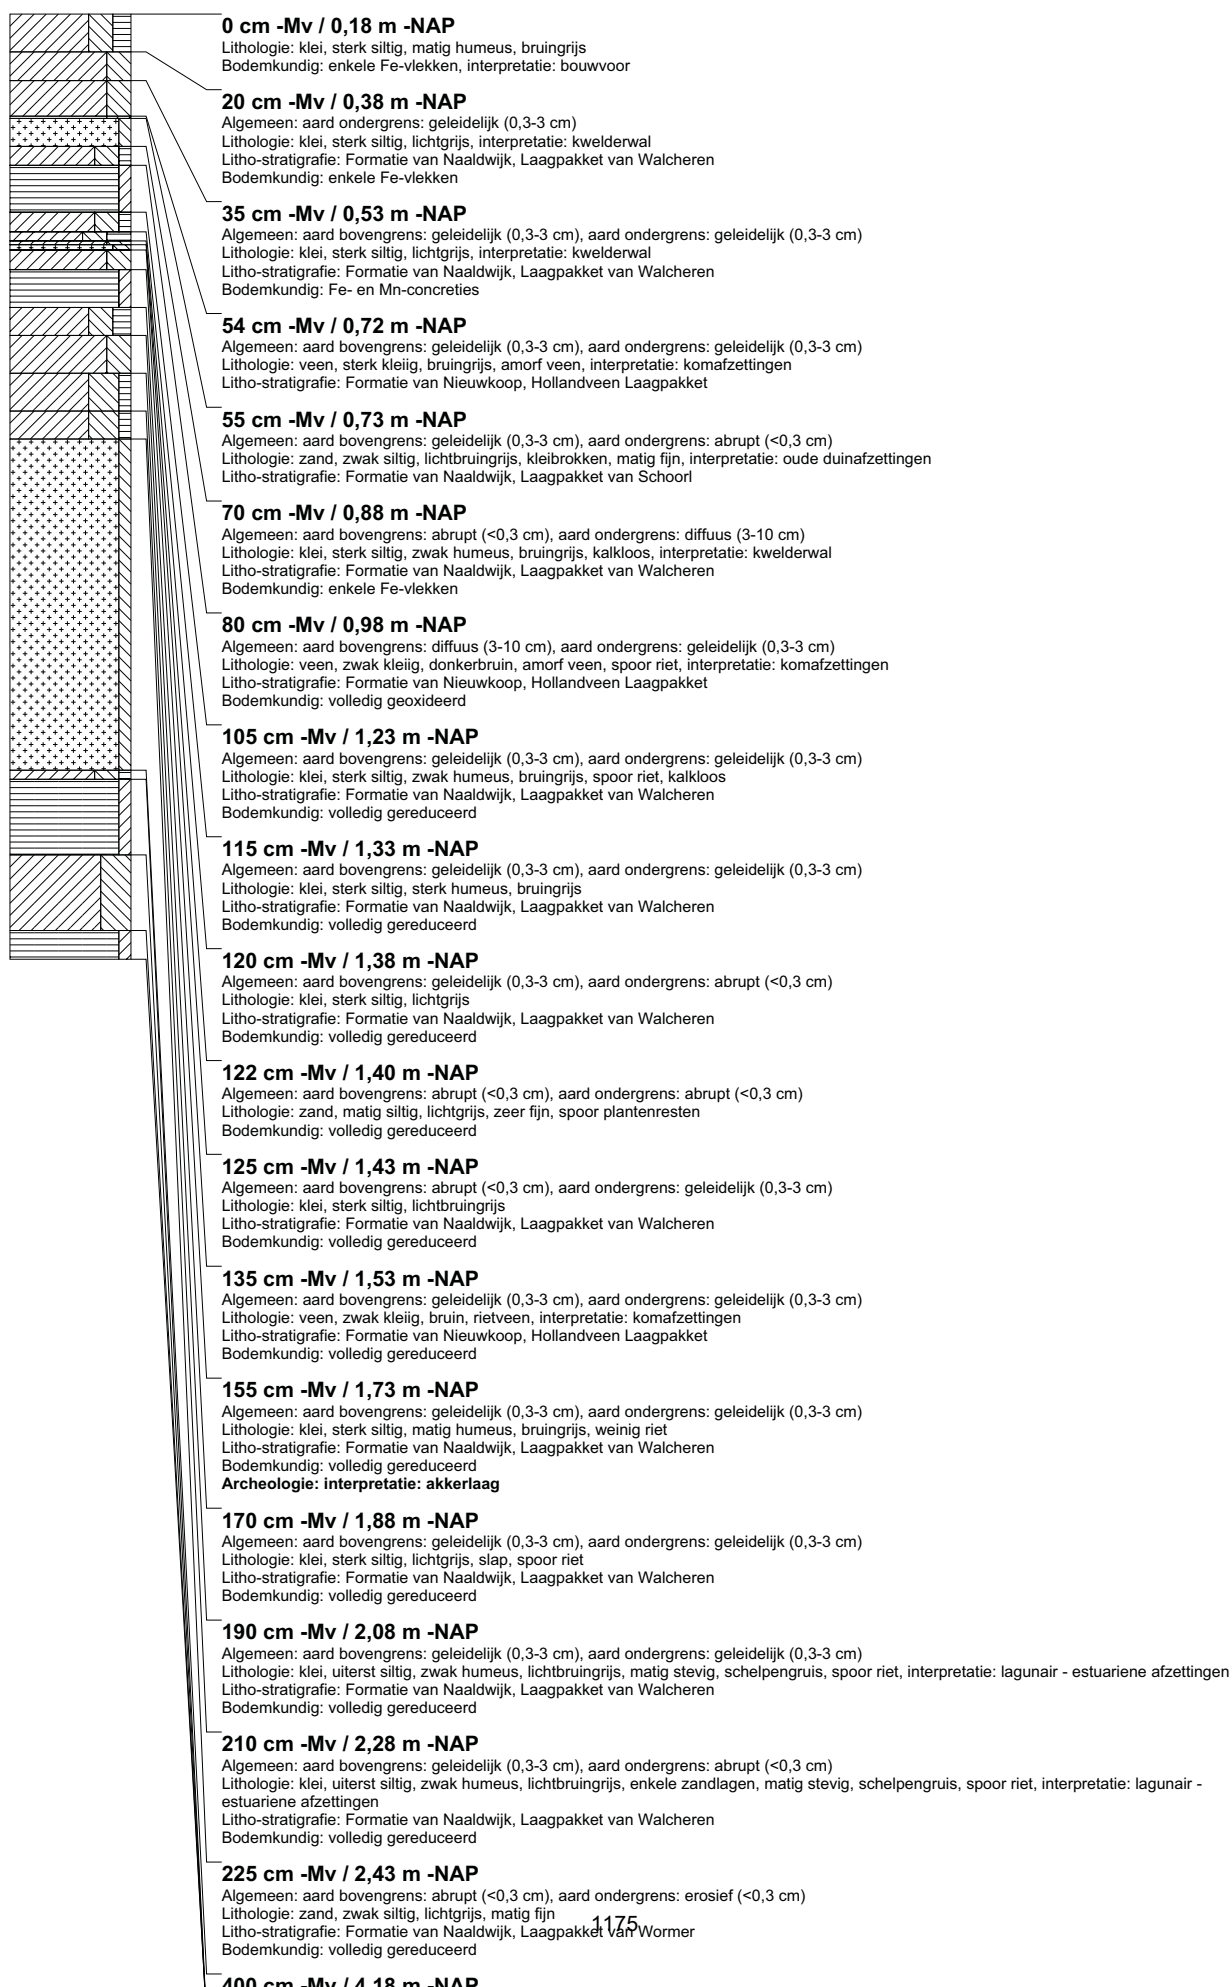 0 cm -Mv / 0,18 m -NAP
Lithologie: klei, sterk siltig, matig humeus, bruingrijs
Bodemkundig: enkele Fe-vlekken, interpretatie: bouwvoor
20 cm -Mv / 0,38 m -NAP
Algemeen: aard ondergrens: geleidelijk (0,3-3 cm)
Lithologie: klei, sterk siltig, lichtgrijs, interpretatie: kwelderwal
Litho-stratigrafie: Formatie van Naaldwijk, Laagpakket van Walcheren
Bodemkundig: enkele Fe-vlekken
35 cm -Mv / 0,53 m -NAP
Algemeen: aard bovengrens: geleidelijk (0,3-3 cm), aard ondergrens: geleidelijk (0,3-3 cm)
Lithologie: klei, sterk siltig, lichtgrijs, interpretatie: kwelderwal
Litho-stratigrafie: Formatie van Naaldwijk, Laagpakket van Walcheren
Bodemkundig: Fe- en Mn-concreties
54 cm -Mv / 0,72 m -NAP
Algemeen: aard bovengrens: geleidelijk (0,3-3 cm), aard ondergrens: geleidelijk (0,3-3 cm)
Lithologie: veen, sterk kleiig, bruingrijs, amorf veen, interpretatie: komafzettingen
Litho-stratigrafie: Formatie van Nieuwkoop, Hollandveen Laagpakket
55 cm -Mv / 0,73 m -NAP
Algemeen: aard bovengrens: geleidelijk (0,3-3 cm), aard ondergrens: abrupt (<0,3 cm)
Lithologie: zand, zwak siltig, lichtbruingrijs, kleibrokken, matig fijn, interpretatie: oude duinafzettingen
Litho-stratigrafie: Formatie van Naaldwijk, Laagpakket van Schoorl
70 cm -Mv / 0,88 m -NAP
Algemeen: aard bovengrens: abrupt (<0,3 cm), aard ondergrens: diffuus (3-10 cm)
Lithologie: klei, sterk siltig, zwak humeus, bruingrijs, kalkloos, interpretatie: kwelderwal
Litho-stratigrafie: Formatie van Naaldwijk, Laagpakket van Walcheren
Bodemkundig: enkele Fe-vlekken
80 cm -Mv / 0,98 m -NAP
Algemeen: aard bovengrens: diffuus (3-10 cm), aard ondergrens: geleidelijk (0,3-3 cm)
Lithologie: veen, zwak kleiig, donkerbruin, amorf veen, spoor riet, interpretatie: komafzettingen
Litho-stratigrafie: Formatie van Nieuwkoop, Hollandveen Laagpakket
Bodemkundig: volledig geoxideerd
105 cm -Mv / 1,23 m -NAP
Algemeen: aard bovengrens: geleidelijk (0,3-3 cm), aard ondergrens: geleidelijk (0,3-3 cm)
Lithologie: klei, sterk siltig, zwak humeus, bruingrijs, spoor riet, kalkloos
Litho-stratigrafie: Formatie van Naaldwijk, Laagpakket van Walcheren
Bodemkundig: volledig gereduceerd
115 cm -Mv / 1,33 m -NAP
Algemeen: aard bovengrens: geleidelijk (0,3-3 cm), aard ondergrens: geleidelijk (0,3-3 cm)
Lithologie: klei, sterk siltig, sterk humeus, bruingrijs
Litho-stratigrafie: Formatie van Naaldwijk, Laagpakket van Walcheren
Bodemkundig: volledig gereduceerd
120 cm -Mv / 1,38 m -NAP
Algemeen: aard bovengrens: geleidelijk (0,3-3 cm), aard ondergrens: abrupt (<0,3 cm)
Lithologie: klei, sterk siltig, lichtgrijs
Litho-stratigrafie: Formatie van Naaldwijk, Laagpakket van Walcheren
Bodemkundig: volledig gereduceerd
122 cm -Mv / 1,40 m -NAP
Algemeen: aard bovengrens: abrupt (<0,3 cm), aard ondergrens: abrupt (<0,3 cm)
Lithologie: zand, matig siltig, lichtgrijs, zeer fijn, spoor plantenresten
Bodemkundig: volledig gereduceerd
125 cm -Mv / 1,43 m -NAP
Algemeen: aard bovengrens: abrupt (<0,3 cm), aard ondergrens: geleidelijk (0,3-3 cm)
Lithologie: klei, sterk siltig, lichtbruingrijs
Litho-stratigrafie: Formatie van Naaldwijk, Laagpakket van Walcheren
Bodemkundig: volledig gereduceerd
135 cm -Mv / 1,53 m -NAP
Algemeen: aard bovengrens: geleidelijk (0,3-3 cm), aard ondergrens: geleidelijk (0,3-3 cm)
Lithologie: veen, zwak kleiig, bruin, rietveen, interpretatie: komafzettingen
Litho-stratigrafie: Formatie van Nieuwkoop, Hollandveen Laagpakket
Bodemkundig: volledig gereduceerd
155 cm -Mv / 1,73 m -NAP
Algemeen: aard bovengrens: geleidelijk (0,3-3 cm), aard ondergrens: geleidelijk (0,3-3 cm)
Lithologie: klei, sterk siltig, matig humeus, bruingrijs, weinig riet
Litho-stratigrafie: Formatie van Naaldwijk, Laagpakket van Walcheren
Bodemkundig: volledig gereduceerd
Archeologie: interpretatie: akkerlaag
170 cm -Mv / 1,88 m -NAP
Algemeen: aard bovengrens: geleidelijk (0,3-3 cm), aard ondergrens: geleidelijk (0,3-3 cm)
Lithologie: klei, sterk siltig, lichtgrijs, slap, spoor riet
Litho-stratigrafie: Formatie van Naaldwijk, Laagpakket van Walcheren
Bodemkundig: volledig gereduceerd
190 cm -Mv / 2,08 m -NAP
Algemeen: aard bovengrens: geleidelijk (0,3-3 cm), aard ondergrens: geleidelijk (0,3-3 cm)
Lithologie: klei, uiterst siltig, zwak humeus, lichtbruingrijs, matig stevig, schelpengruis, spoor riet, interpretatie: lagunair - estuariene afzettingen
Litho-stratigrafie: Formatie van Naaldwijk, Laagpakket van Walcheren
Bodemkundig: volledig gereduceerd
210 cm -Mv / 2,28 m -NAP
Algemeen: aard bovengrens: geleidelijk (0,3-3 cm), aard ondergrens: abrupt (<0,3 cm)
Lithologie: klei, uiterst siltig, zwak humeus, lichtbruingrijs, enkele zandlagen, matig stevig, schelpengruis, spoor riet, interpretatie: lagunair -
estuariene afzettingen
Litho-stratigrafie: Formatie van Naaldwijk, Laagpakket van Walcheren
Bodemkundig: volledig gereduceerd
225 cm -Mv / 2,43 m -NAP
Algemeen: aard bovengrens: abrupt (<0,3 cm), aard ondergrens: erosief (<0,3 cm)
Lithologie: zand, zwak siltig, lichtgrijs, matig fijn
1175
Litho-stratigrafie: Formatie van Naaldwijk, Laagpakket van Wormer
Bodemkundig: volledig gereduceerd
400 cm -Mv / 4,18 m -NAP